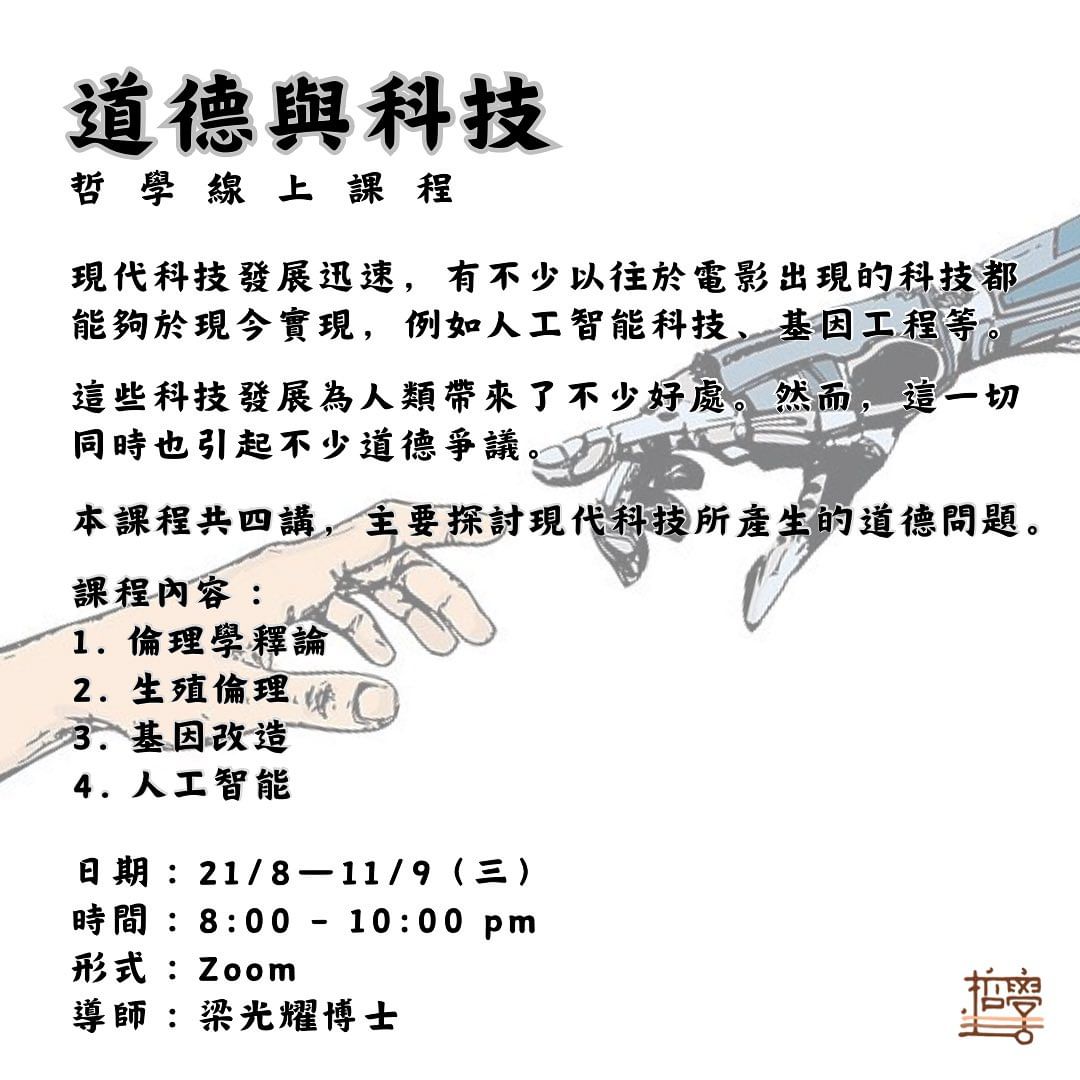 道德與科技
哲學線上課程
現代科技發展迅速，有不少以往於電影出現的科技都
能夠於現今實現，例如人工智能科技、基因工程等。
這些科技發展為人類帶來了不少好處。然而，這一切
同時也引起不少道德爭議。
本課程共四講，主要探討現代科技所產生的道德問題。
課程內容：
1. 倫理學釋論
2. 生殖倫理
3. 基因改造
4. 人工智能
日期：21/8—11/9（三）
時間：8:00 - 10:00 pm
形式：Zoom
導師：梁光耀博士
哲學